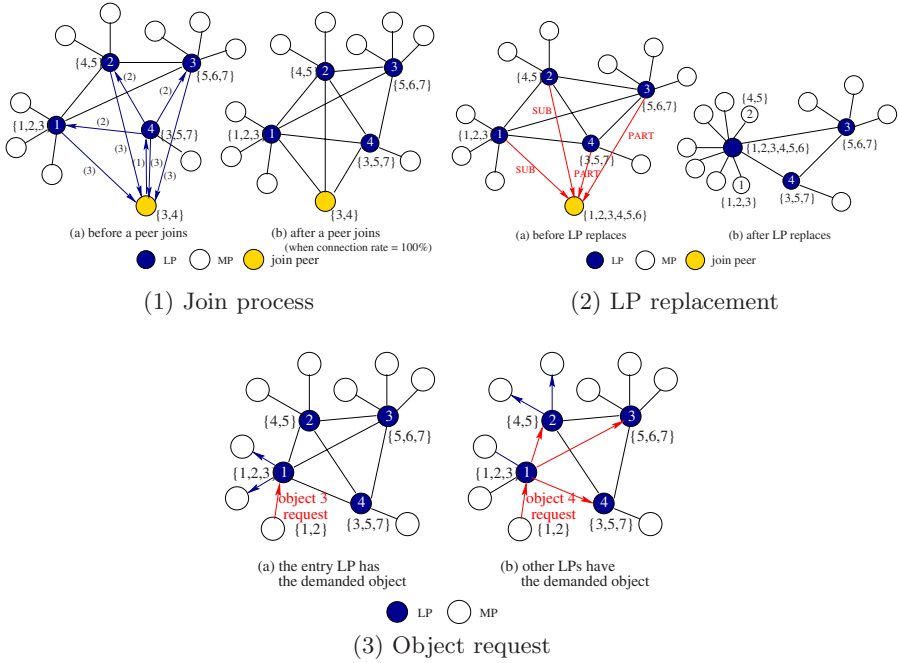 2
{4,5}
3
{5,6,7}
(2)
(2)
1
{1,2,3
(2)
4
{3,5,7}
(3)
(3)
(1)
(3)
(3)
{3,4}
(a) before a peer joins
{4,5}
2
3
{5,6,7}
{1,2,3}
1
4
{3,5,7}
{3,4}
(b) after a peer joins
(when connection rate = 100%)
LP
MP
join peer
(1) Join process
{4,5}
2
3
{5,6,7}
SUB
{1,2,3
1
4
{3,5,7}
SUB
PART
PART
{1,2,3,4,5,6}
(a) before LP replaces
{4,5}
2
3
{5,6,7}
{1,2,3,4,5,6}
1
{1,2,3}
4
{3,5,7}
(b) after LP replaces
LP
MP
join peer
(2) LP replacement
{4,5}
2
3
{5,6,7}
{1,2,3
1
object 3
request
{1,2}
4
{3,5,7}
(a) the entry LP has
the demanded object
{4,5}
2
3
{5,6,7}
{1,2,3
1
object 4
request
{1,2}
4
{3,5,7}
(b) other LPs have
the demanded object
LP
MP
(3) Object request